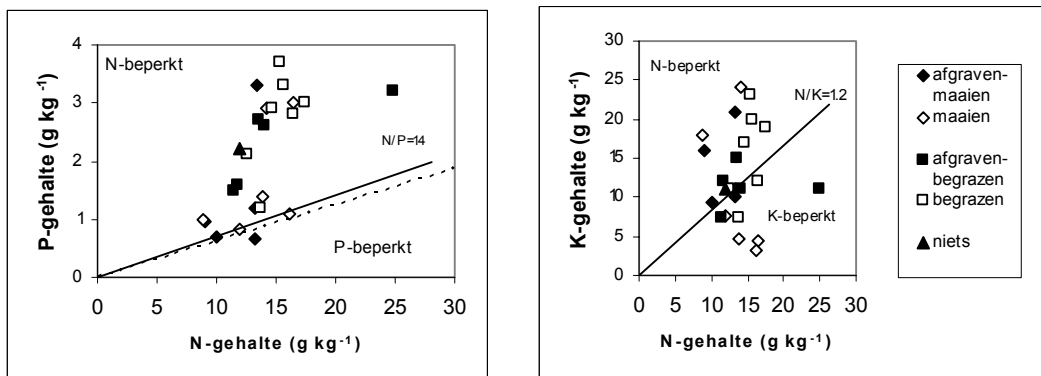 4
3
2
1
0
0 5 10 15 20 25 30
P-gehalte (g kg⁻¹)
N-gehalte (g kg⁻¹)
N-beperkt
N/P=14
P-beperkt
30
25
20
15
10
5
0
0 5 10 15 20 25 30
K-gehalte (g kg⁻¹)
N-gehalte (g kg⁻¹)
N-beperkt
N/K=1.2
K-beperkt
afgraven-
maaien
maaien
afgraven-
begrazen
begrazen
niets